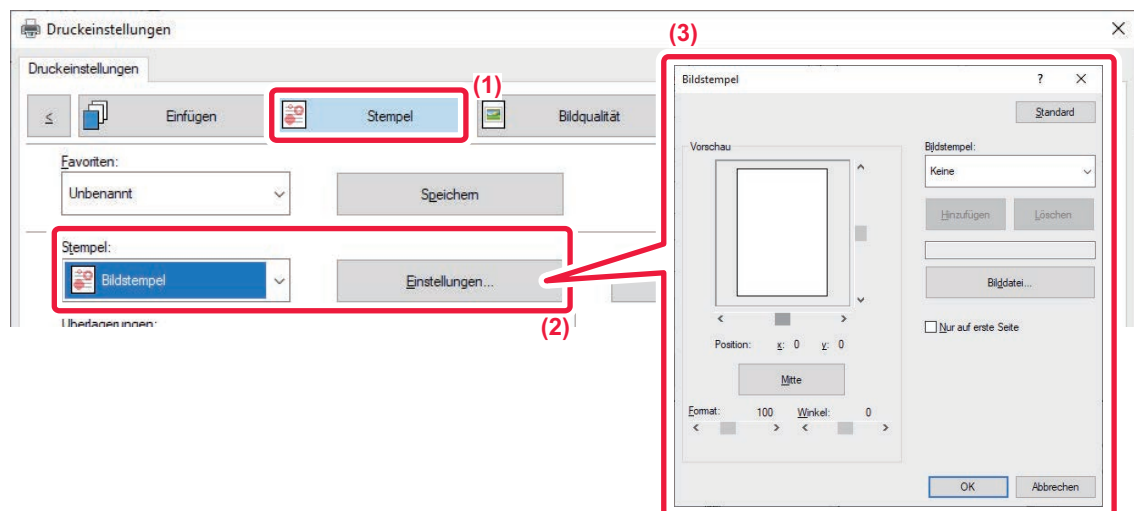 Druckeinstellungen
(3)
Druckeinstellungen
(1)
≤ Einfügen Stempel Bildqualität
Favoriten:
Unbenannt Speichern
Stempel:
Bildstempel Einstellungen...
(2)
Überlagerungen:
Bildstempel ?
Standard
Vorschau Bildstempel:
Keine
Hinzufügen Löschen
Bilddatei...
Nur auf erste Seite
Position: x: 0 y: 0
Mitte
Format: 100 Winkel: 0
OK Abbrechen